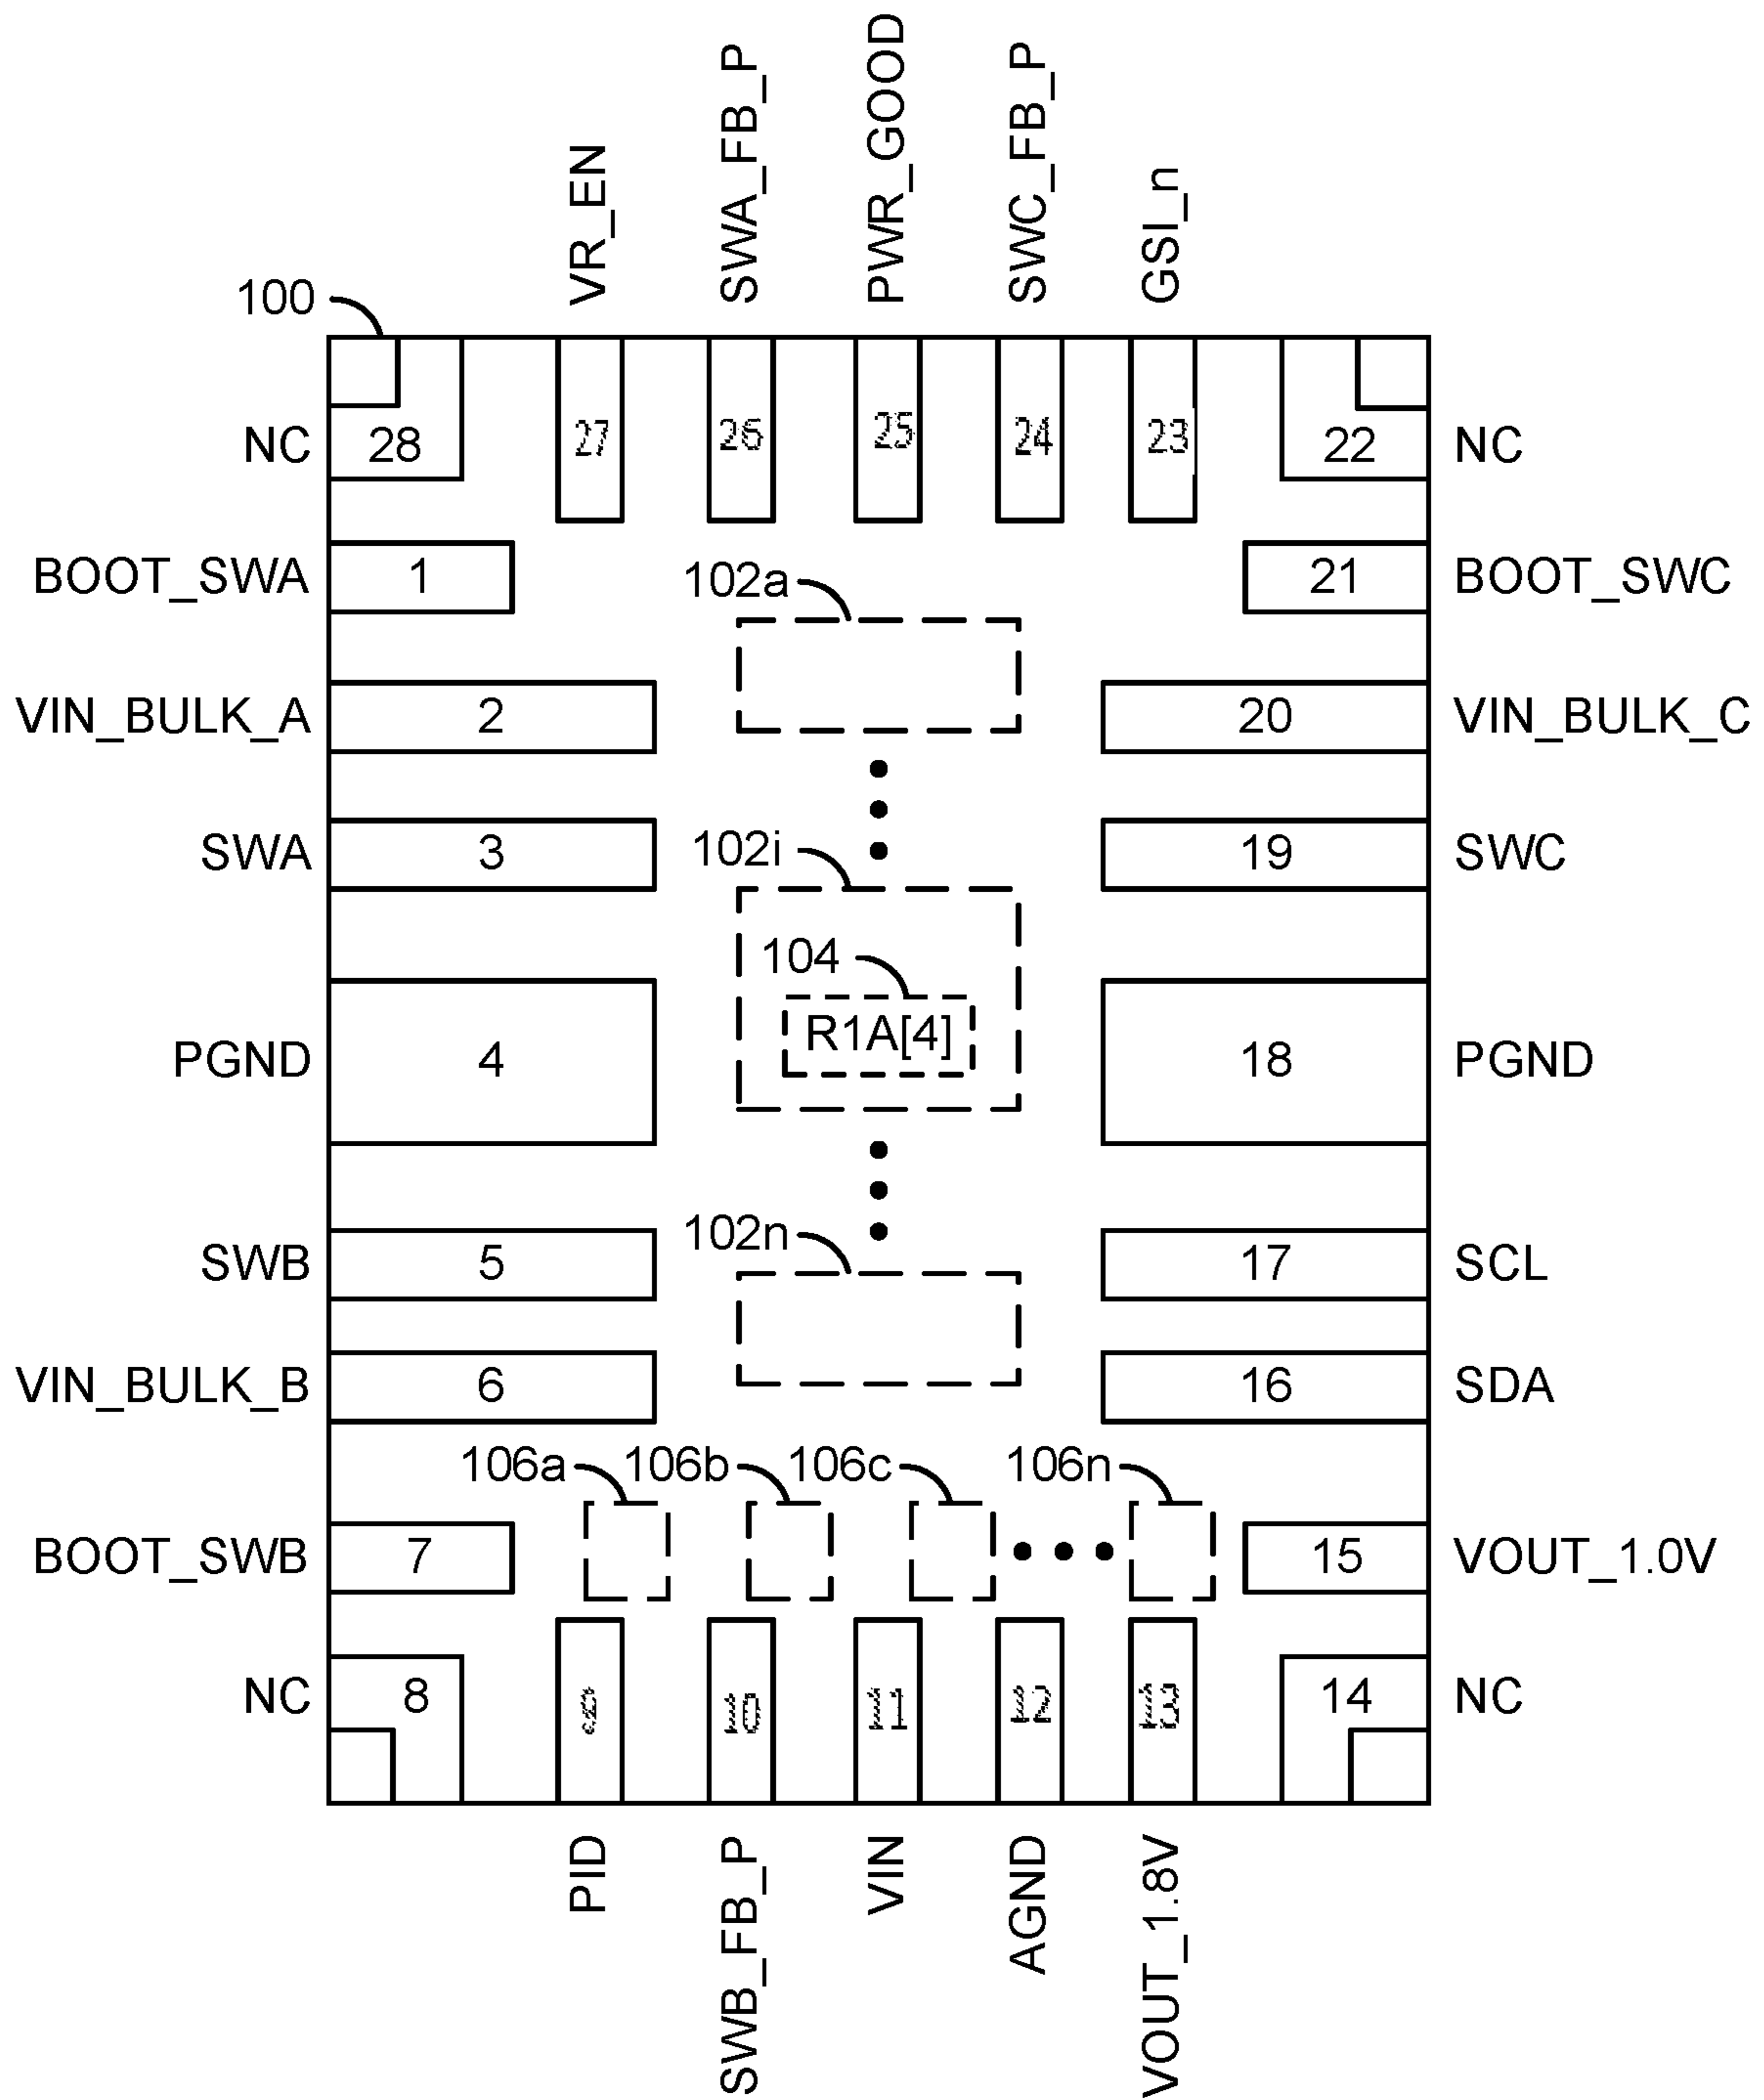 VR_EN
SWA_FB_P
PWR_GOOD
SWC_FB_P
GSI_n
100
27
26
25
24
23
NC
28
22
NC
BOOT_SWA
1
102a
21
BOOT_SWC
VIN_BULK_A
2
20
VIN_BULK_C
SWA
3
102i
19
SWC
104
R1A[4]
PGND
4
18
PGND
102n
SWB
5
17
SCL
VIN_BULK_B
6
16
SDA
106a
106b
106c
106n
BOOT_SWB
7
15
VOUT_1.0V
NC
8
9
10
11
12
13
14
NC
PID
SWB_FB_P
VIN
AGND
VOUT_1.8V